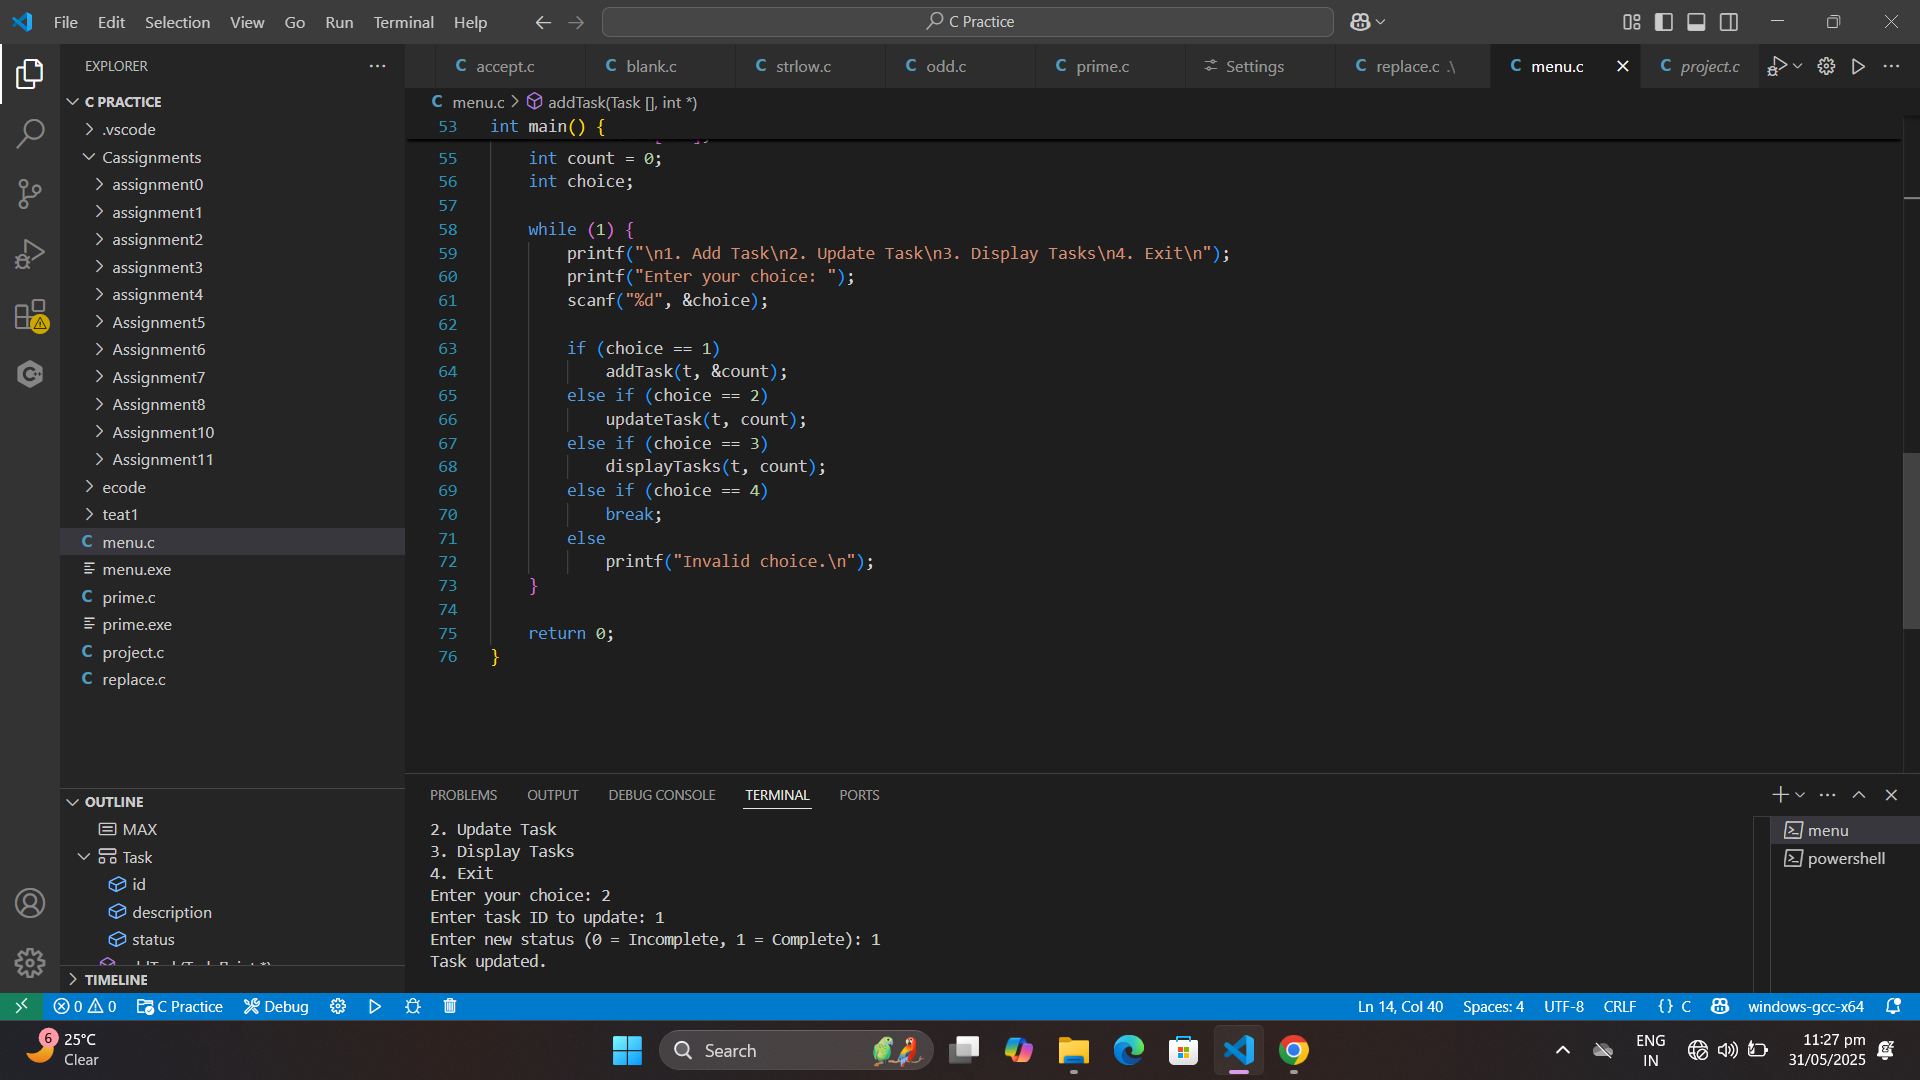 File Edit Selection View Go Run Terminal Help
C Practice
EXPLORER
C PRACTICE
.vscode
Cassignments
assignment0
assignment1
assignment2
assignment3
assignment4
Assignment5
Assignment6
Assignment7
Assignment8
Assignment10
Assignment11
ecode
teat1
C menu.c
menu.exe
C prime.c
prime.exe
C project.c
C replace.c
OUTLINE
MAX
Task
id
description
status
TIMELINE
C accept.c C blank.c C strlow.c C odd.c C prime.c Settings C replace.c .\ C menu.c C project.c
C menu.c > addTask(Task [], int *)
53 int main() {
55 int count = 0;
56 int choice;
57
58 while (1) {
59 printf("\n1. Add Task\n2. Update Task\n3. Display Tasks\n4. Exit\n");
60 printf("Enter your choice: ");
61 scanf("%d", &choice);
62
63 if (choice == 1)
64 addTask(t, &count);
65 else if (choice == 2)
66 updateTask(t, count);
67 else if (choice == 3)
68 displayTasks(t, count);
69 else if (choice == 4)
70 break;
71 else
72 printf("Invalid choice.\n");
73 }
74
75 return 0;
76 }
PROBLEMS OUTPUT DEBUG CONSOLE TERMINAL PORTS
2. Update Task
3. Display Tasks
4. Exit
Enter your choice: 2
Enter task ID to update: 1
Enter new status (0 = Incomplete, 1 = Complete): 1
Task updated.
menu
powershell
0 0 C Practice Debug Ln 14, Col 40 Spaces: 4 UTF-8 CRLF {} C windows-gcc-x64
6
25°C
Clear
Search
ENG
IN
11:27 pm
31/05/2025